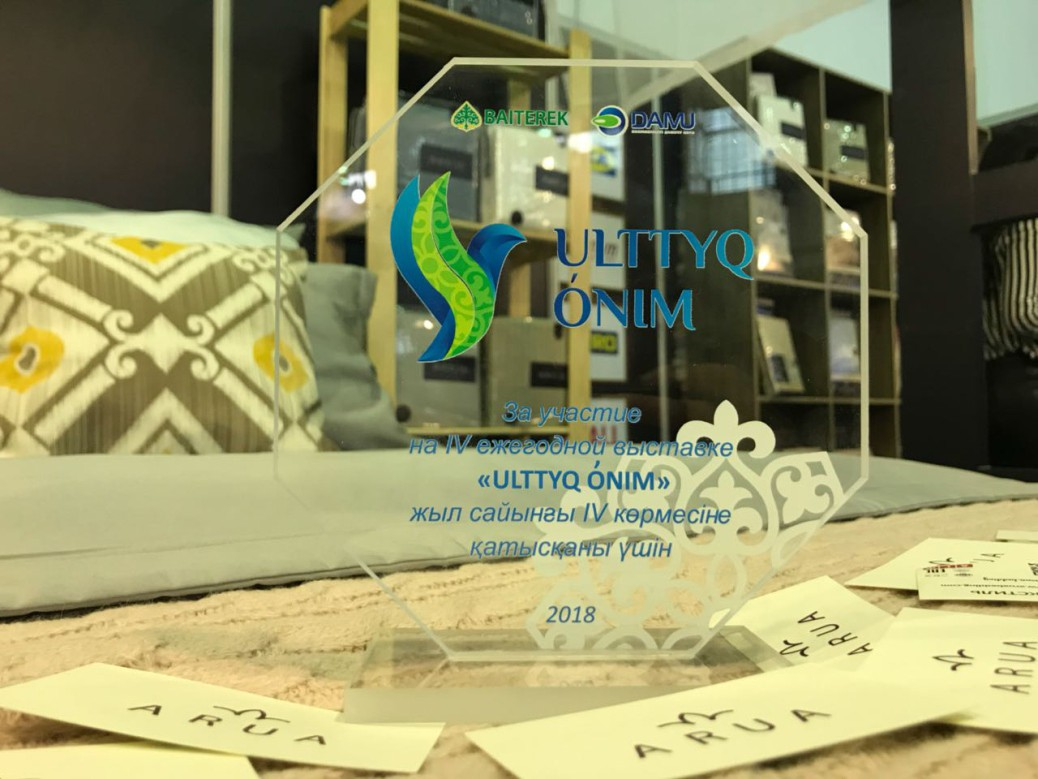 BAITEREK
DAMU
ULTTYQ
ÓNIM
За участие
на IV ежегодной выставке
«ULTTYQ ÓNIM»
жыл сайынғы IV көрмесіне
қатысқаны үшін
2018
ARUA
ARUA
ARUA
ARUA